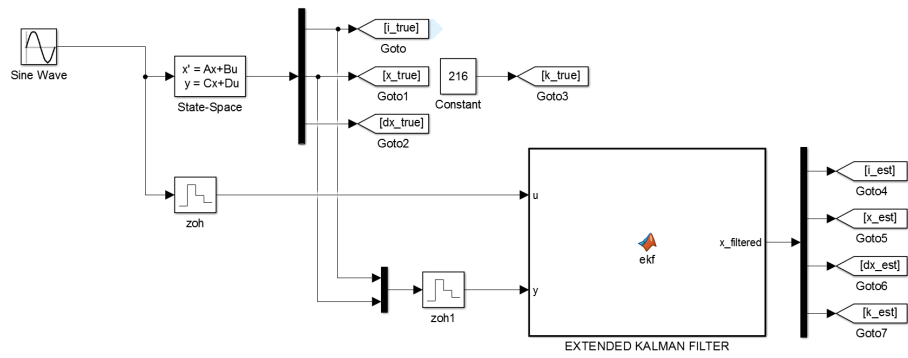 Sine Wave
x' = Ax+Bu
y = Cx+Du
State-Space
[i_true]
Goto
[x_true]
Goto1
[dx_true]
Goto2
216
Constant
[k_true]
Goto3
zoh
zoh1
u
y
ekf
x_filtered
EXTENDED KALMAN FILTER
[i_est]
Goto4
[x_est]
Goto5
[dx_est]
Goto6
[k_est]
Goto7